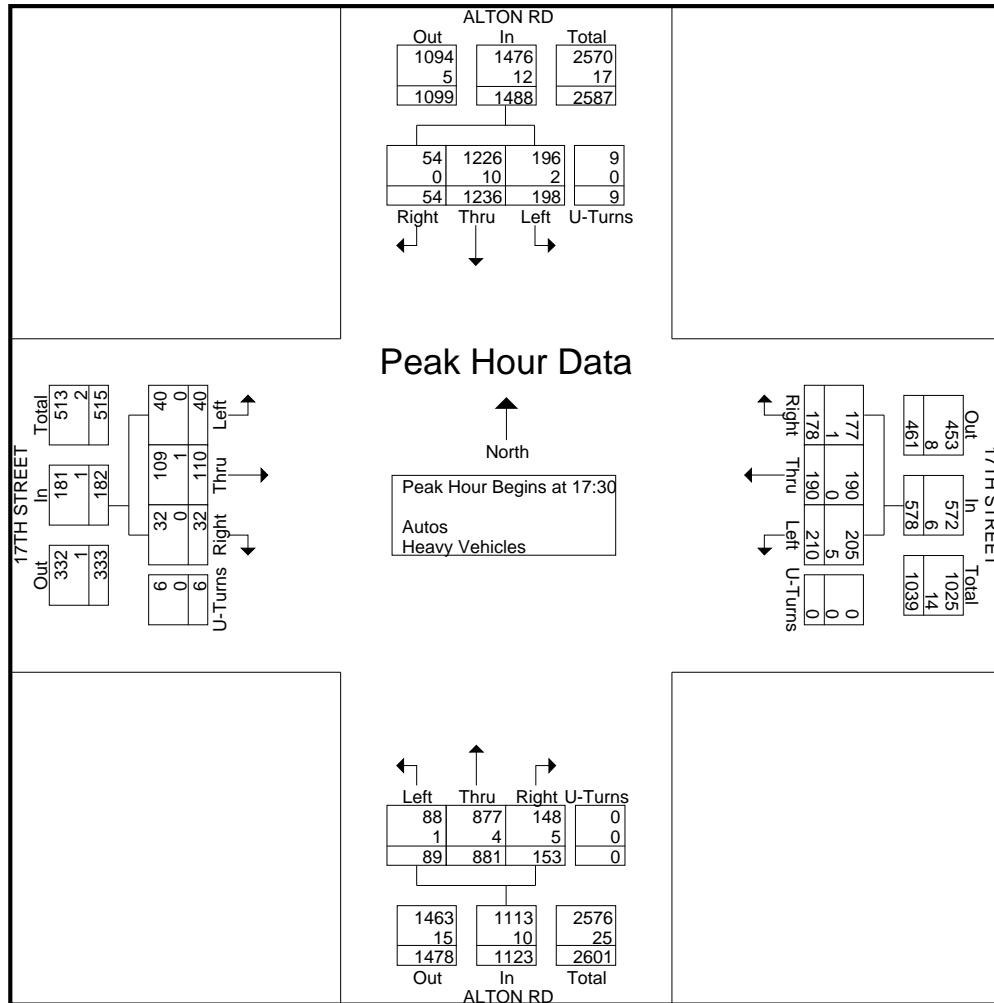 ALTON RD
Out In Total
1094 1476 2570
5 12 17
1099 1488 2587
54 1226 196 9
0 10 2 0
54 1236 198 9
Right Thru Left U-Turns
Peak Hour Data
North
Peak Hour Begins at 17:30
Autos
Heavy Vehicles
17TH STREET
Total In Out
513 181 332
2 1 1
515 182 333
40 109 32 6
0 1 0 0
40 110 32 6
Left Thru Right U-Turns
17TH STREET
Out In Total
453 572 1025
8 6 14
461 578 1039
177 190 205 0
1 0 5 0
178 190 210 0
Right Thru Left U-Turns
Left Thru Right U-Turns
88 877 148 0
1 4 5 0
89 881 153 0
1463 1113 2576
15 10 25
1478 1123 2601
Out In Total
ALTON RD